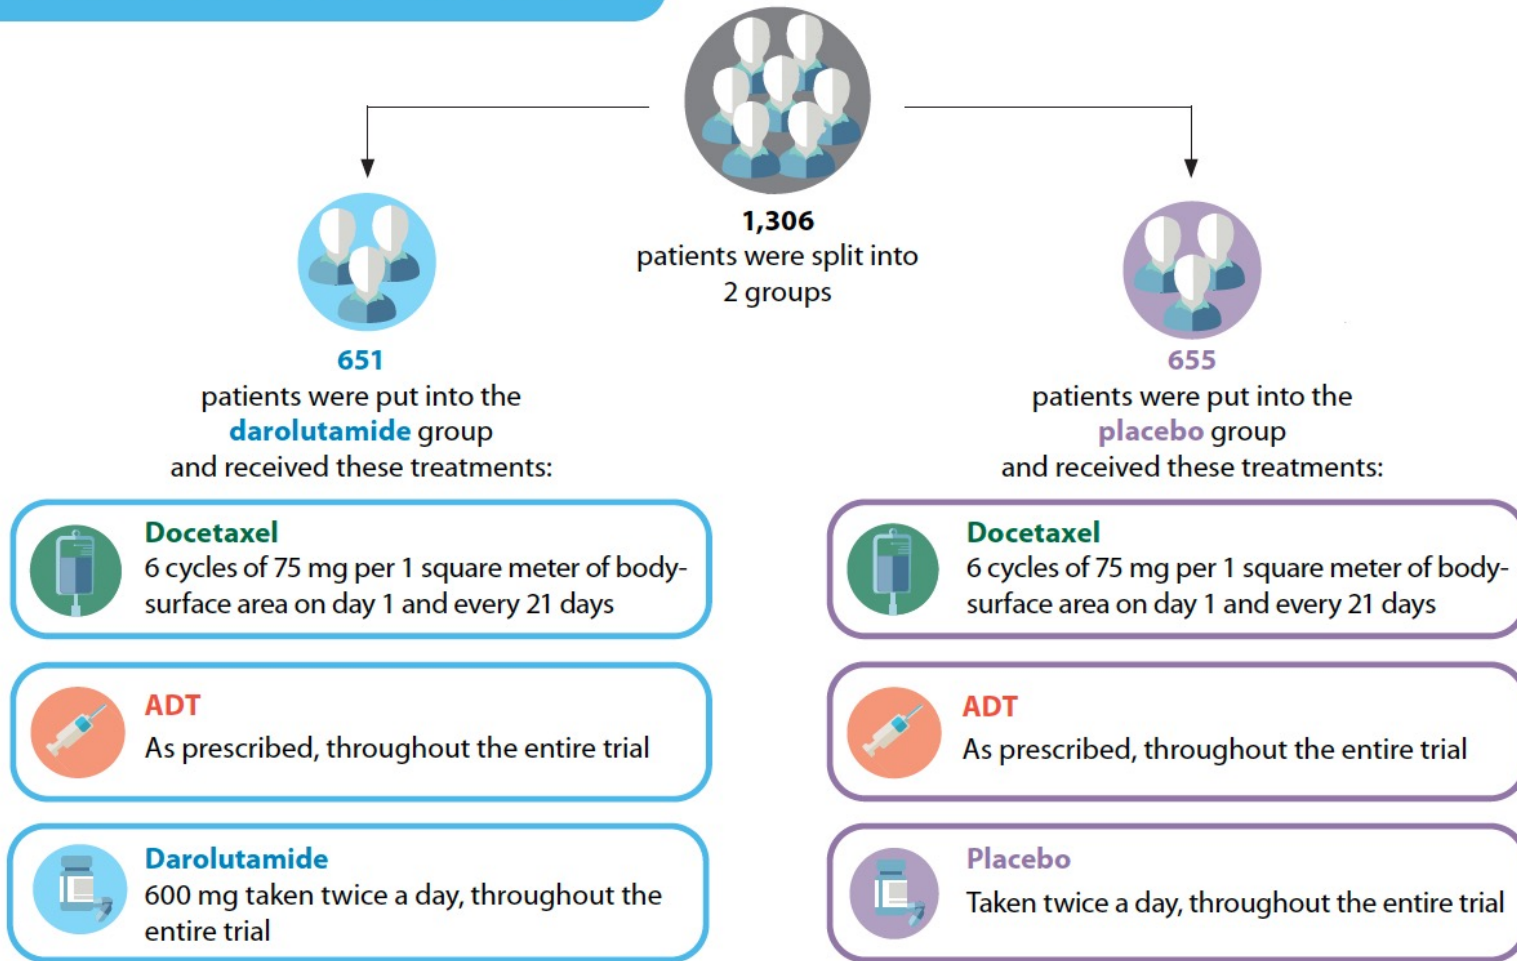 1,306
patients were split into
2 groups
651
patients were put into the
darolutamide group
and received these treatments:
Docetaxel
6 cycles of 75 mg per 1 square meter of body-
surface area on day 1 and every 21 days
ADT
As prescribed, throughout the entire trial
Darolutamide
600 mg taken twice a day, throughout the
entire trial
655
patients were put into the
placebo group
and received these treatments:
Docetaxel
6 cycles of 75 mg per 1 square meter of body-
surface area on day 1 and every 21 days
ADT
As prescribed, throughout the entire trial
Placebo
Taken twice a day, throughout the entire trial